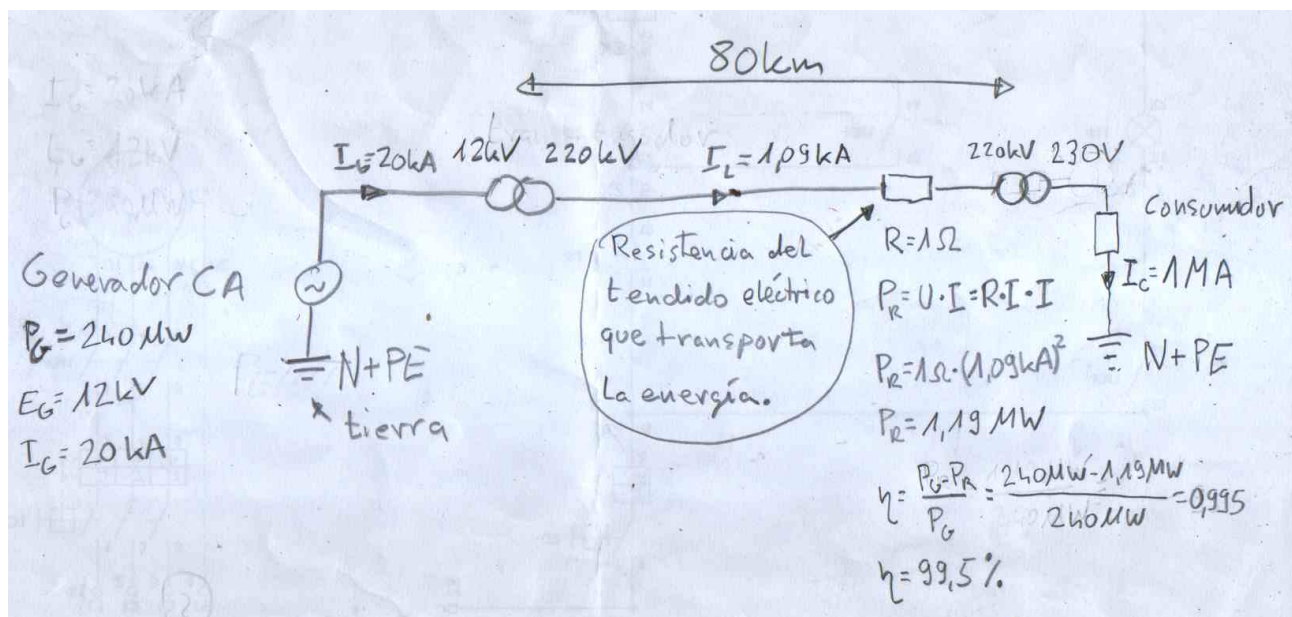 80km
I_G=20kA 12kV 220kV I_L=1,09kA 220kV 230V
Consumidor
Generador CA
P_G=240MW
E_G=12kV
I_G=20kA
N+PE
tierra
Resistencia del
tendido eléctrico
que transporta
La energía.
R=1Ω
P_R=U·I=R·I·I
P_R=1Ω·(1,09kA)²
P_R=1,19MW
η=P_G-P_R/P_G=240MW-1,19MW/240MW=0,995
η=99,5%
I_C=1MA
N+PE